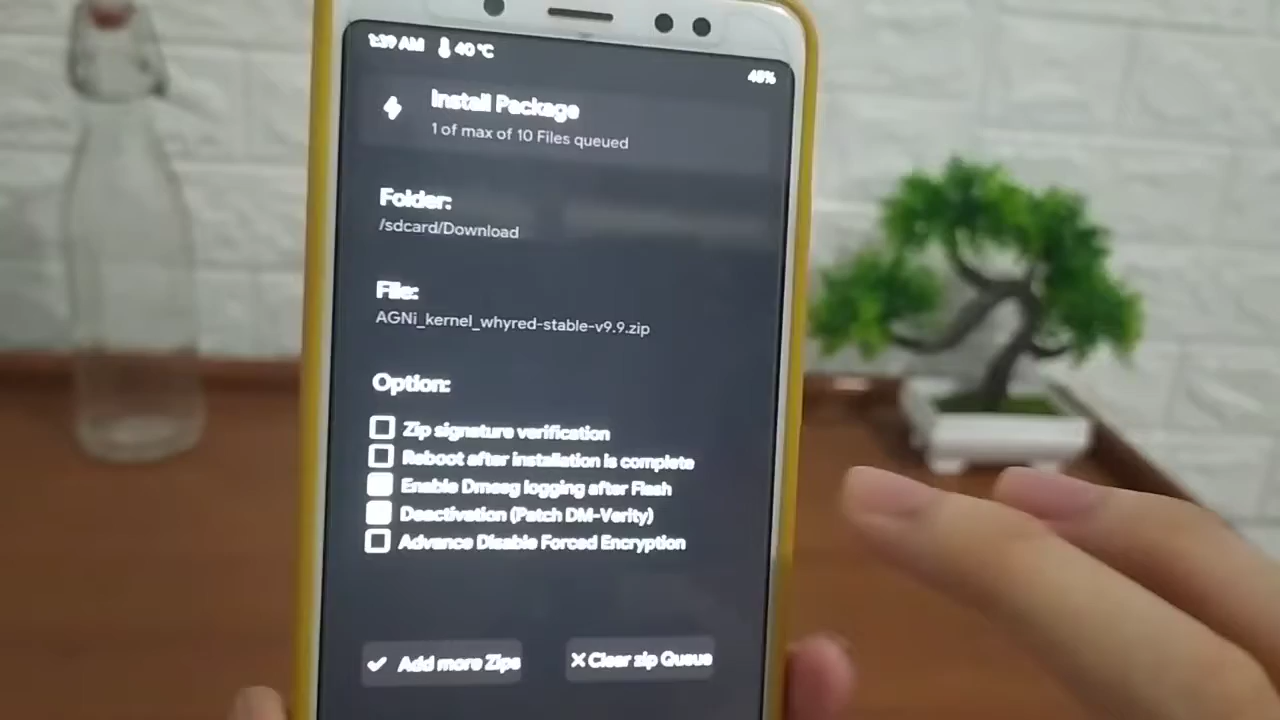 1:39 AM 40 °C
48%
Install Package
1 of max of 10 Files queued
Folder:
/sdcard/Download
File:
AGNi_kernel_whyred-stable-v9.9.zip
Option:
Zip signature verification
Reboot after installation is complete
Enable Dmesg logging after Flash
Deactivation (Patch DM-Verity)
Advance Disable Forced Encryption
Add more Zips
Clear zip Queue